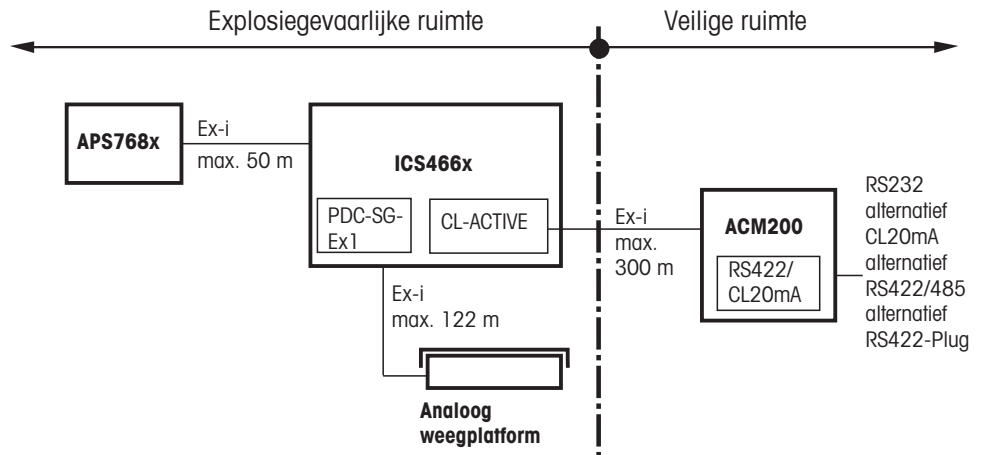 Explosiegevaarlijke ruimte
Veilige ruimte
APS768x
Ex-i
max. 50 m
ICS466x
PDC-SG-
Ex1
CL-ACTIVE
Ex-i
max.
300 m
ACM200
RS422/
CL20mA
RS232
alternatief
CL20mA
alternatief
RS422/485
alternatief
RS422-Plug
Ex-i
max. 122 m
Analoog
weegplatform